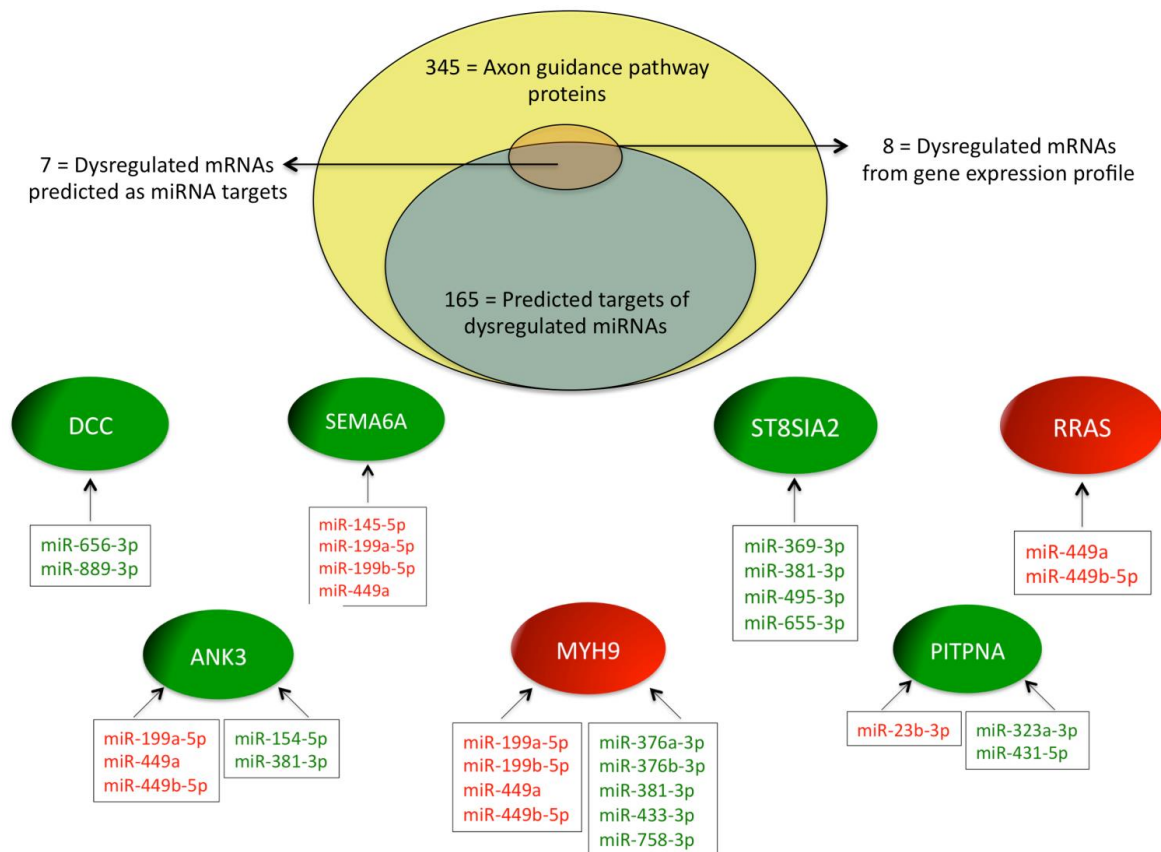 345 = Axon guidance pathway
proteins
7 = Dysregulated mRNAs
predicted as miRNA targets
8 = Dysregulated mRNAs
from gene expression profile
165 = Predicted targets of
dysregulated miRNAs
DCC
SEMA6A
ST8SIA2
RRAS
miR-656-3p
miR-889-3p
miR-145-5p
miR-199a-5p
miR-199b-5p
miR-449a
miR-369-3p
miR-381-3p
miR-495-3p
miR-655-3p
miR-449a
miR-449b-5p
ANK3
MYH9
PITPNA
miR-199a-5p
miR-449a
miR-449b-5p
miR-154-5p
miR-381-3p
miR-199a-5p
miR-199b-5p
miR-449a
miR-449b-5p
miR-376a-3p
miR-376b-3p
miR-381-3p
miR-433-3p
miR-758-3p
miR-23b-3p
miR-323a-3p
miR-431-5p